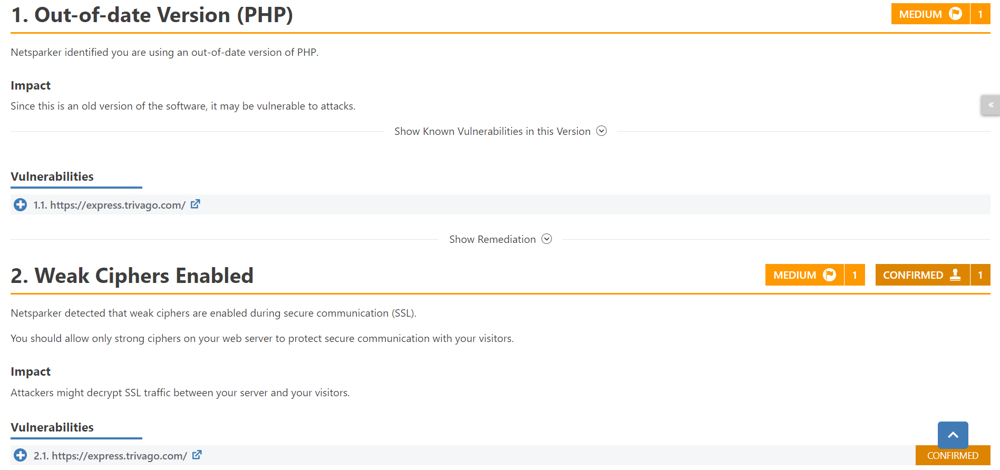 1. Out-of-date Version (PHP)
MEDIUM 1
Netsparker identified you are using an out-of-date version of PHP.
Impact
Since this is an old version of the software, it may be vulnerable to attacks.
Show Known Vulnerabilities in this Version
Vulnerabilities
1.1. https://express.trivago.com/
Show Remediation
2. Weak Ciphers Enabled
MEDIUM 1 CONFIRMED 1
Netsparker detected that weak ciphers are enabled during secure communication (SSL).
You should allow only strong ciphers on your web server to protect secure communication with your visitors.
Impact
Attackers might decrypt SSL traffic between your server and your visitors.
Vulnerabilities
2.1. https://express.trivago.com/
CONFIRMED